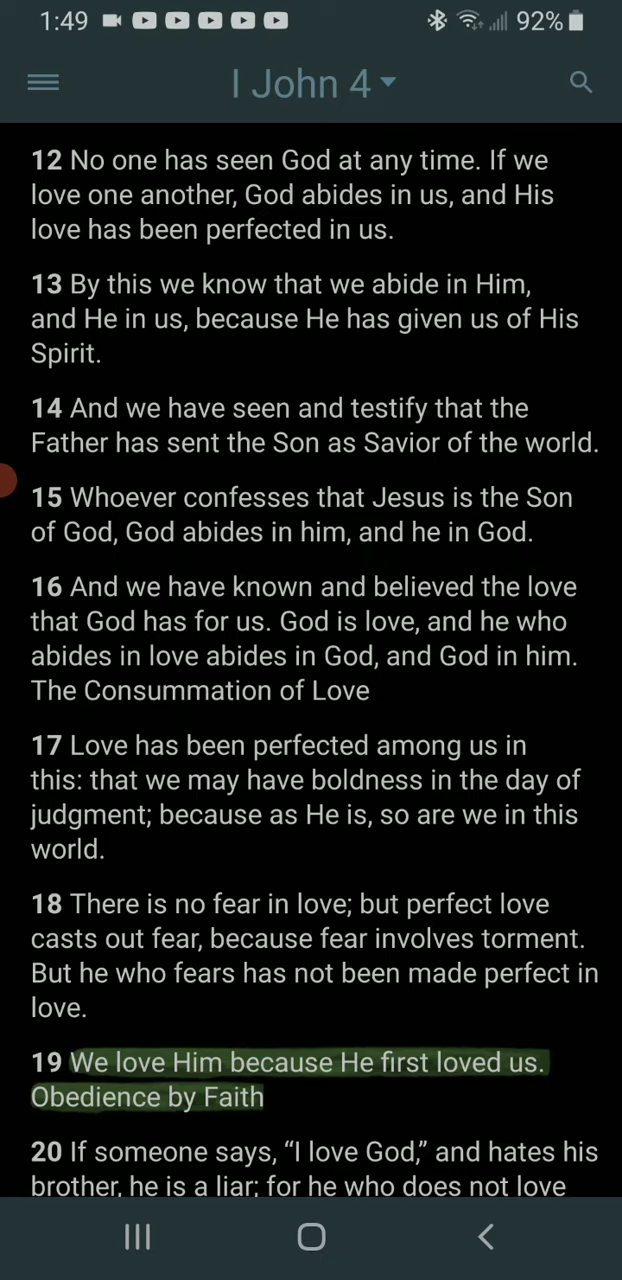 1:49
92%
I John 4
12 No one has seen God at any time. If we
love one another, God abides in us, and His
love has been perfected in us.
13 By this we know that we abide in Him,
and He in us, because He has given us of His
Spirit.
14 And we have seen and testify that the
Father has sent the Son as Savior of the world.
15 Whoever confesses that Jesus is the Son
of God, God abides in him, and he in God.
16 And we have known and believed the love
that God has for us. God is love, and he who
abides in love abides in God, and God in him.
The Consummation of Love
17 Love has been perfected among us in
this: that we may have boldness in the day of
judgment; because as He is, so are we in this
world.
18 There is no fear in love; but perfect love
casts out fear, because fear involves torment.
But he who fears has not been made perfect in
love.
19 We love Him because He first loved us.
Obedience by Faith
20 If someone says, “I love God,” and hates his
brother, he is a liar; for he who does not love